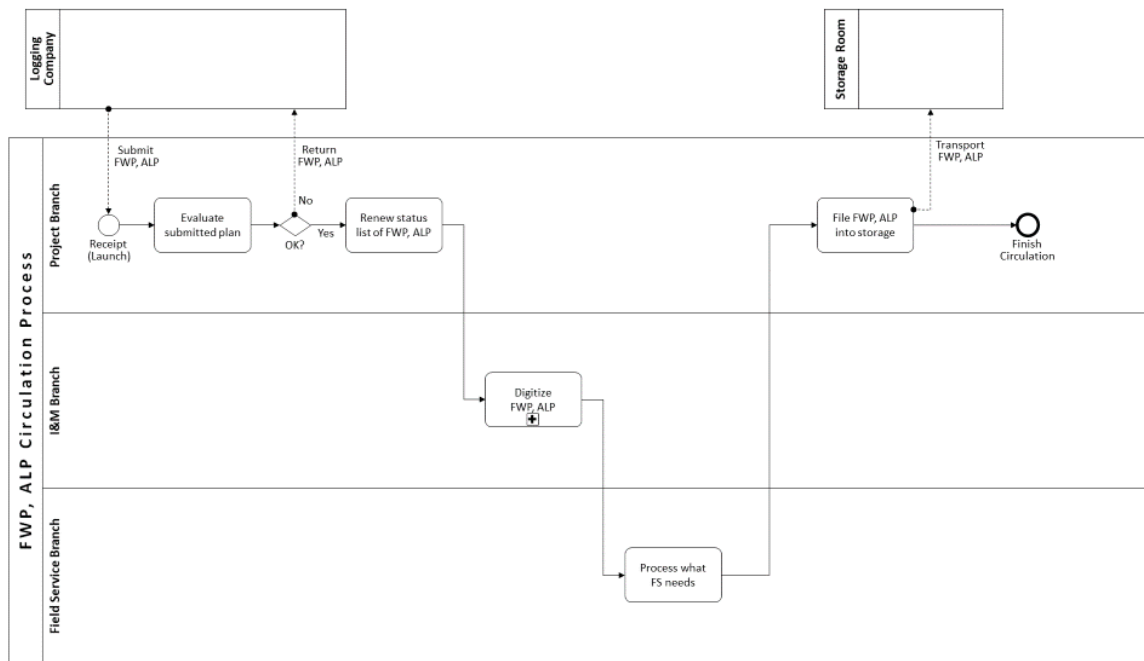 Logging
Company
Storage Room
Submit
FWP, ALP
Return
FWP, ALP
Transport
FWP, ALP
FWP, ALP Circulation Process
Project Branch
Receipt
(Launch)
Evaluate
submitted plan
No
OK?
Yes
Renew status
list of FWP, ALP
File FWP, ALP
into storage
Finish
Circulation
I&M Branch
Digitize
FWP, ALP
Field Service Branch
Process what
FS needs